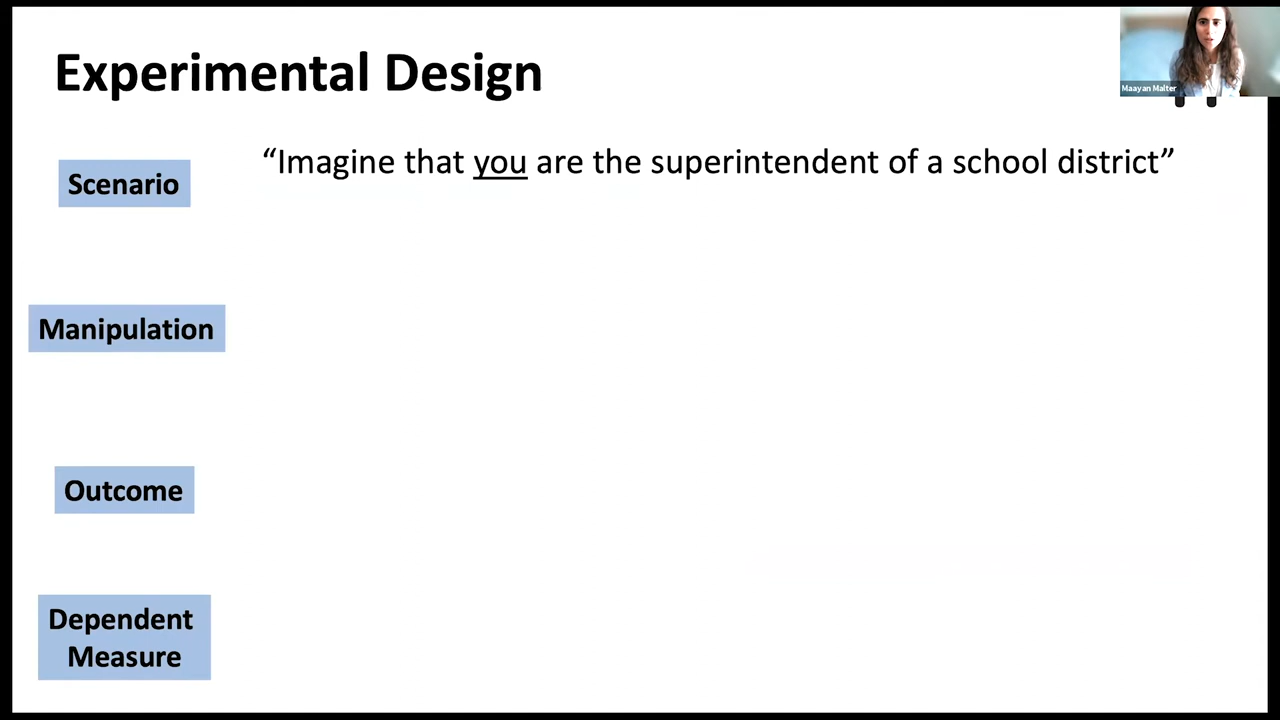 Experimental Design
Maayan Malter
Scenario
“Imagine that you are the superintendent of a school district”
Manipulation
Outcome
Dependent
Measure